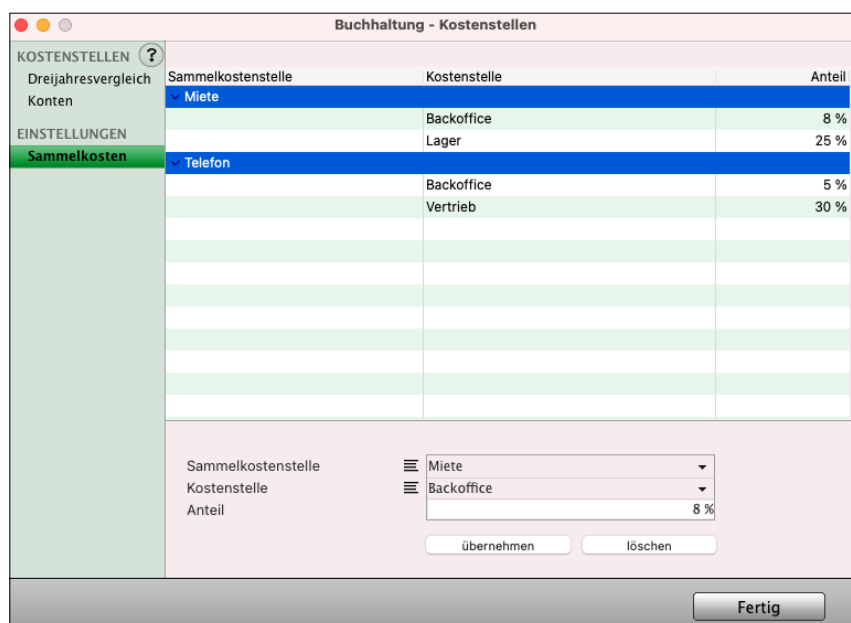 Buchhaltung - Kostenstellen
KOSTENSTELLEN ?
Dreijahresvergleich
Konten
EINSTELLUNGEN
Sammelkosten
Sammelkostenstelle Kostenstelle Anteil
Miete
Backoffice 8 %
Lager 25 %
Telefon
Backoffice 5 %
Vertrieb 30 %
Sammelkostenstelle Miete
Kostenstelle Backoffice
Anteil 8 %
übernehmen löschen
Fertig